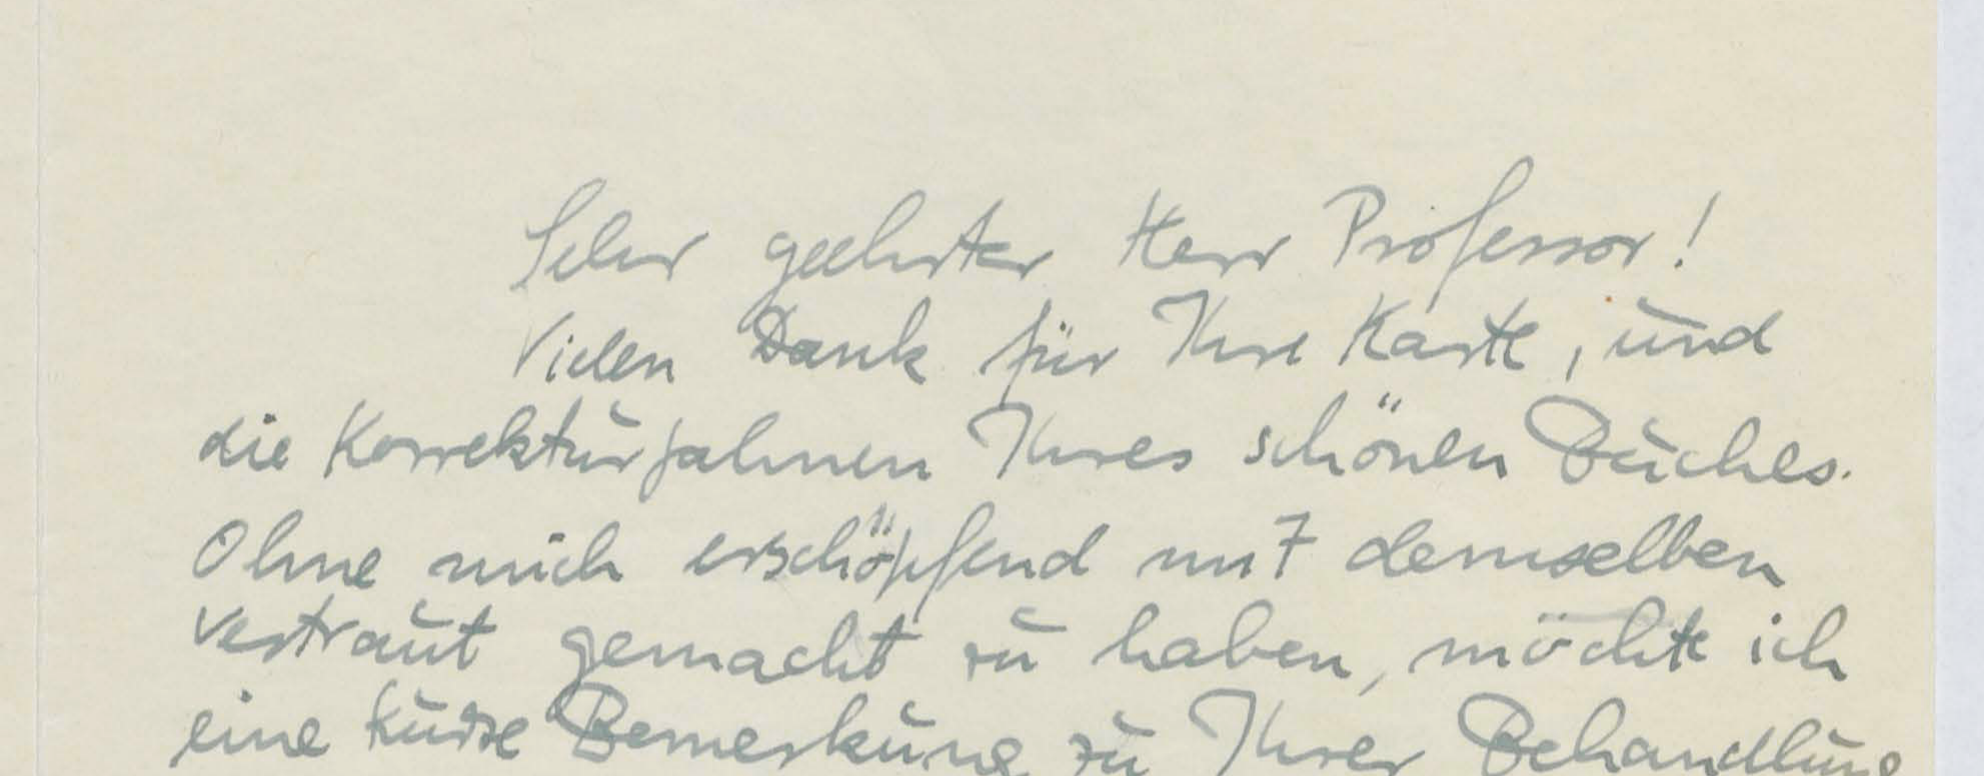 Sehr geehrter Herr Professor!
Vielen Dank für Ihre Karte, und
die Korrekturfahnen Ihres schönen Buches.
Ohne mich erschöpfend mit demselben
vertraut gemacht zu haben, möchte ich
eine kurze Bemerkung zu Ihrer Behandlung